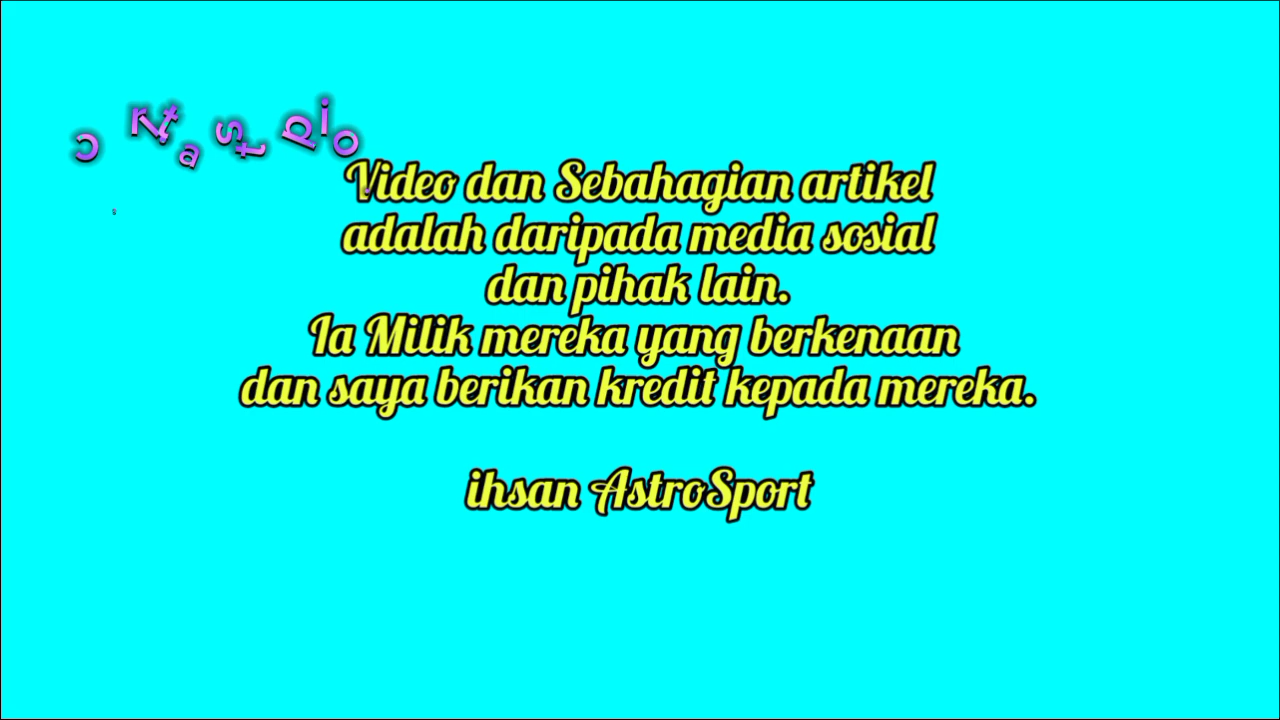 Video dan Sebahagian artikel
adalah daripada media sosial
dan pihak lain.
Ia Milik mereka yang berkenaan
dan saya berikan kredit kepada mereka.
ihsan AstroSport